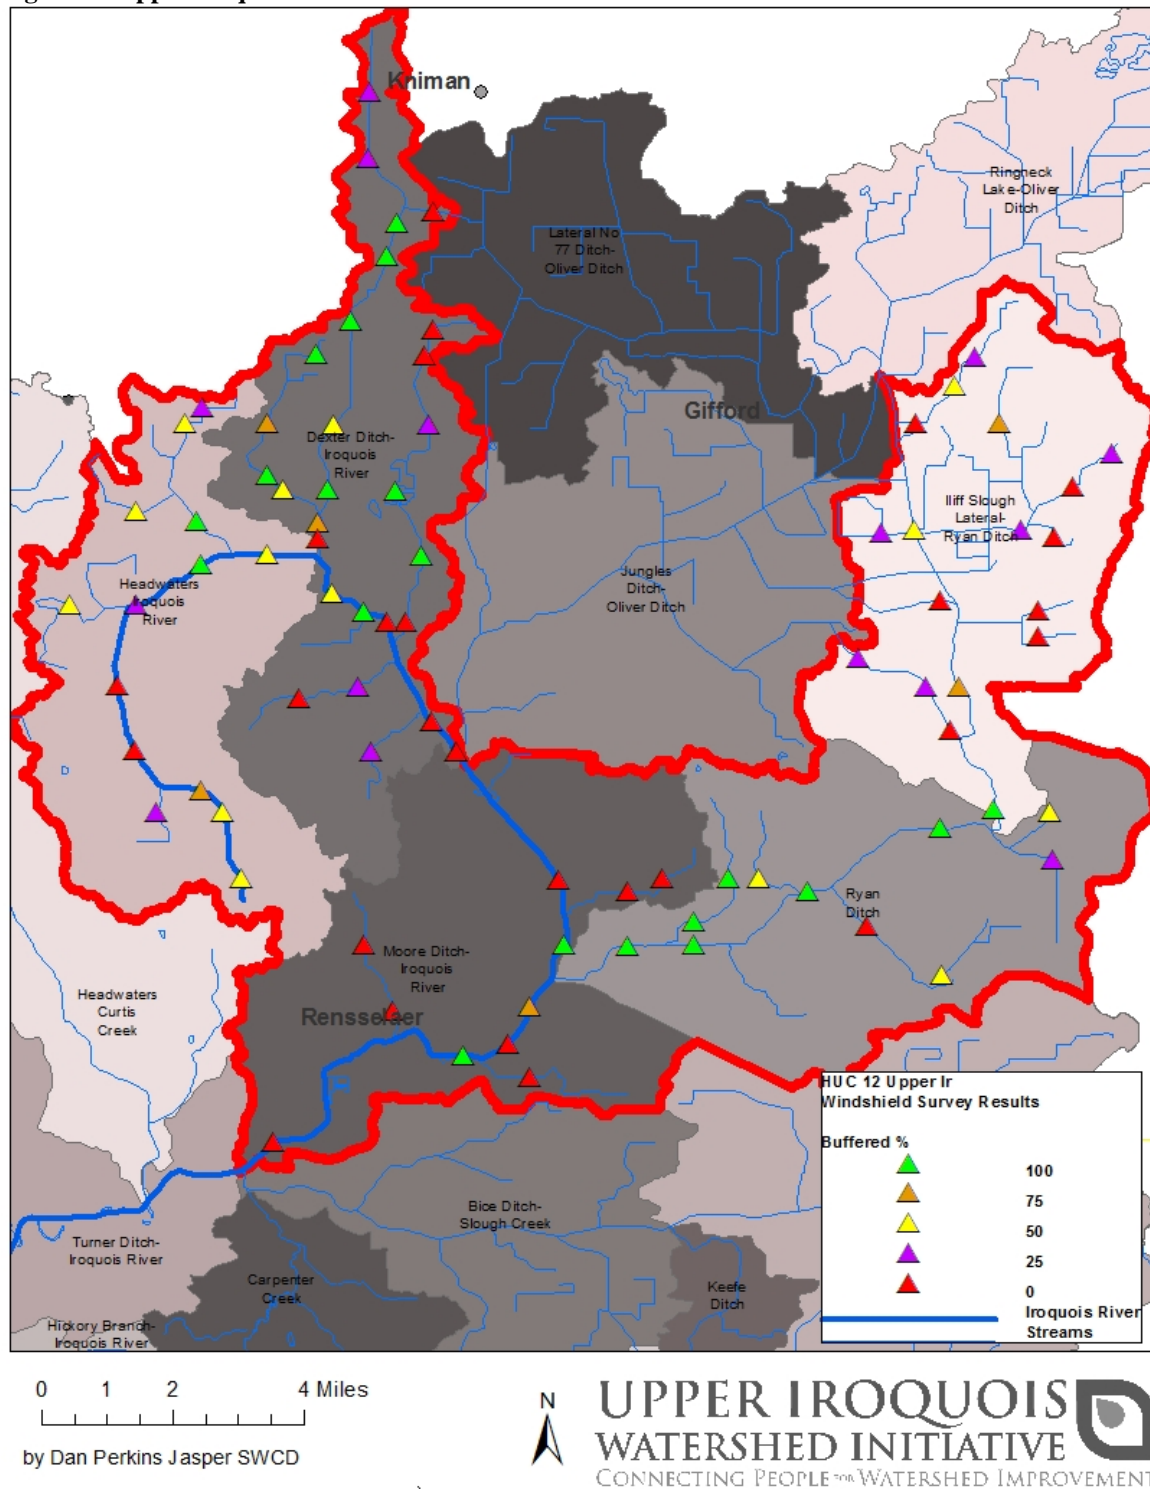 Kniman
Ringneck
Lake-Oliver
Ditch
Lateral No
77 Ditch-
Oliver Ditch
Gifford
Dexter Ditch-
Iroquois
River
Iliff Slough
Lateral-
Ryan Ditch
Headwaters
Iroquois
River
Jungles
Ditch-
Oliver Ditch
Ryan
Ditch
Moore Ditch-
Iroquois
River
Headwaters
Curtis
Creek
Rensselaer
HUC 12 Upper Ir
Windshield Survey Results
Buffered %
100
75
50
25
0
Iroquois River
Streams
Bice Ditch-
Slough Creek
Turner Ditch-
Iroquois River
Carpenter
Creek
Keefe
Ditch
Hickory Branch-
Iroquois River
0 1 2 4 Miles
by Dan Perkins Jasper SWCD
N
UPPER IROQUOIS
WATERSHED INITIATIVE
CONNECTING PEOPLE FOR WATERSHED IMPROVEMENT